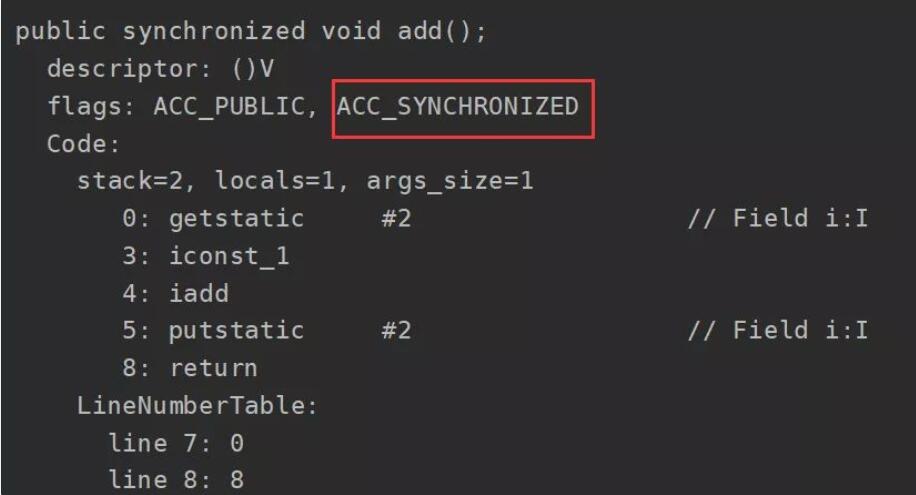 public synchronized void add();
  descriptor: ()V
  flags: ACC_PUBLIC, ACC_SYNCHRONIZED
  Code:
    stack=2, locals=1, args_size=1
       0: getstatic     #2                  // Field i:I
       3: iconst_1
       4: iadd
       5: putstatic     #2                  // Field i:I
       8: return
    LineNumberTable:
      line 7: 0
      line 8: 8